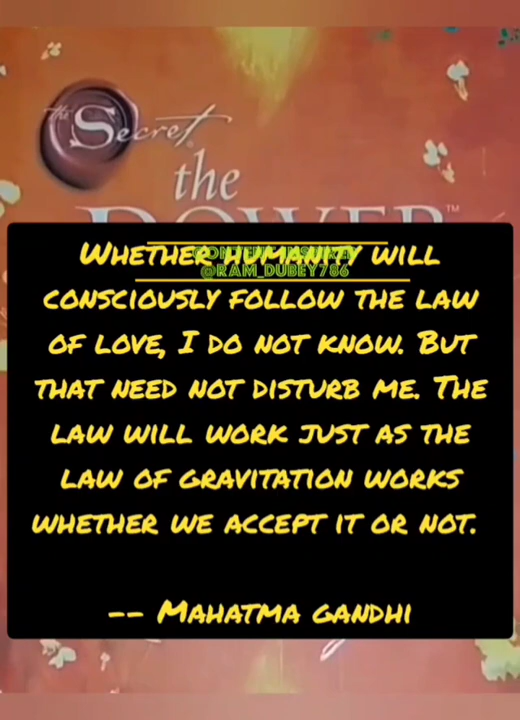 the Secret®
the
POWER™
WHETHER HUMANITY WILL
@RAM_DUBEY786
CONSCIOUSLY FOLLOW THE LAW
OF LOVE, I DO NOT KNOW. BUT
THAT NEED NOT DISTURB ME. THE
LAW WILL WORK JUST AS THE
LAW OF GRAVITATION WORKS
WHETHER WE ACCEPT IT OR NOT.
-- MAHATMA GANDHI